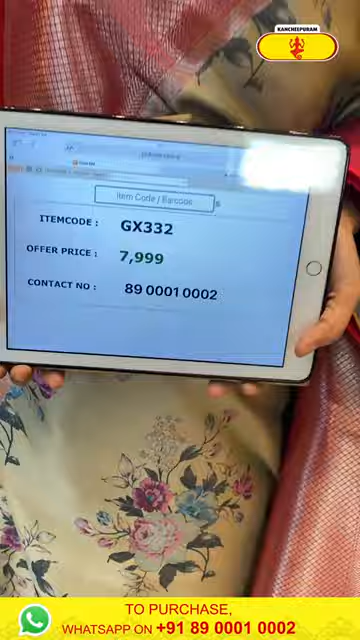 KANCHEEPURAM
Item Code / Barcode
ITEMCODE : GX332
OFFER PRICE : 7,999
CONTACT NO : 89 0001 0002
TO PURCHASE,
WHATSAPP ON +91 89 0001 0002